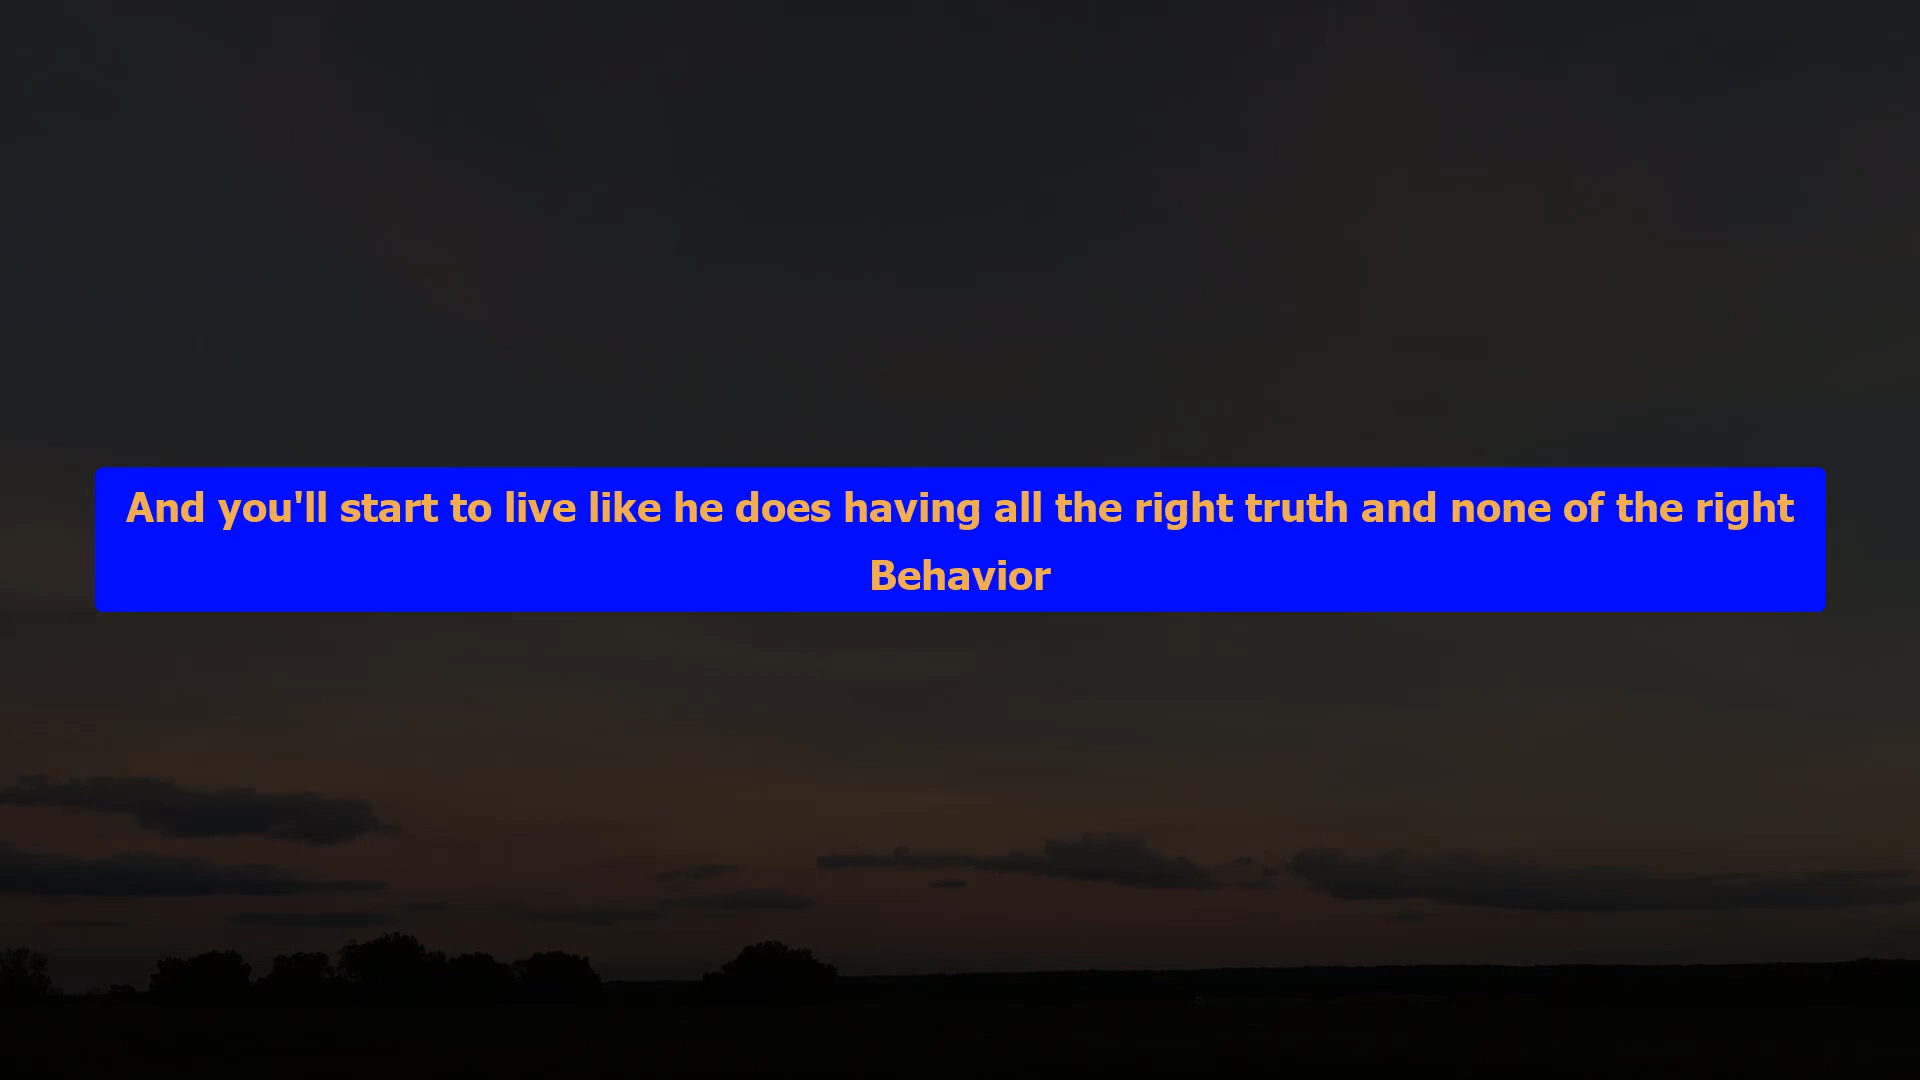 And you'll start to live like he does having all the right truth and none of the right
Behavior